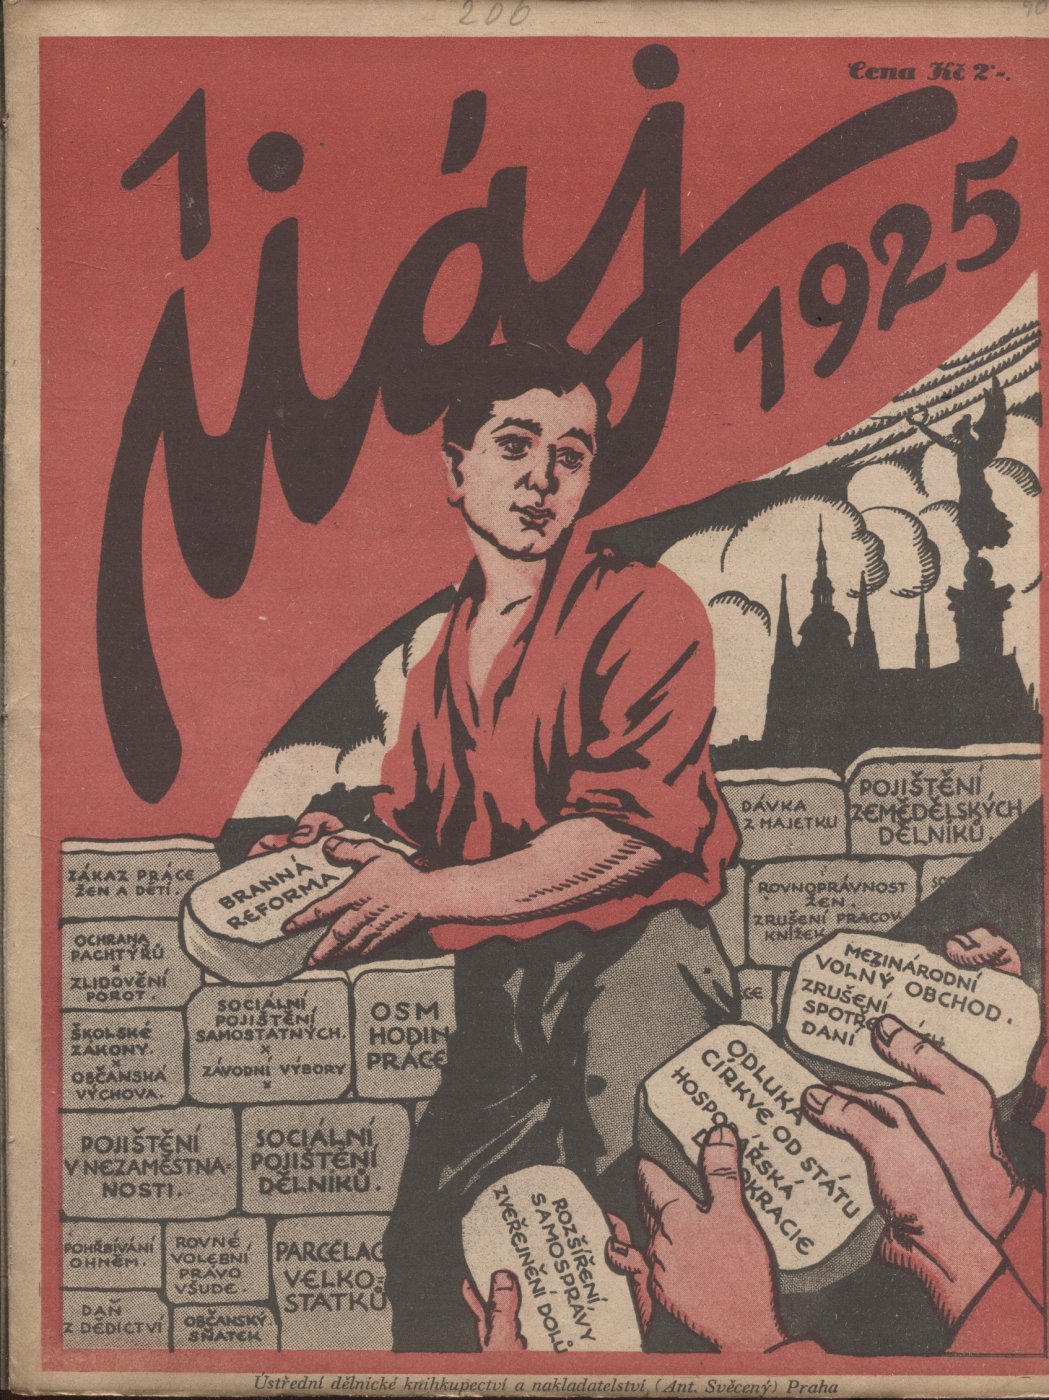 206
Cena Kč 2·-.
1 Máj
1925
ZÁKAZ PRÁCE
ŽEN A DĚTÍ.
BRANNÁ
REFORMA
DÁVKA
Z MAJETKU
POJIŠTĚNÍ
ZEMĚDĚLSKÝCH
DĚLNÍKŮ.
OCHRANA
PACHTÝŘŮ
x
ZLIDOVĚNÍ
POROT.
ROVNOPRÁVNOST
ŽEN.
ZRUŠENÍ PRACOV.
KNÍŽEK
SOCIÁLNÍ
POJIŠTĚNÍ
SAMOSTATNÝCH.
x
ZÁVODNÍ VÝBORY
x
OSM
HODIN
PRÁCE
MEZINÁRODNÍ
VOLNÝ OBCHOD.
ZRUŠENÍ
DANÍ
ŠKOLSKÉ
ZÁKONY.
x
OBČANSKÁ
VÝCHOVA.
ODLUKA
CÍRKVE OD STÁTU
POJIŠTĚNÍ
V NEZAMĚSTNA-
NOSTI.
SOCIÁLNÍ
POJIŠTĚNÍ
DĚLNÍKŮ.
ROZŠÍŘENÍ
SAMOSPRÁVY
ZVEŘEJNĚNÍ DOLŮ
POHŘBÍVÁNÍ
OHNĚM.
ROVNÉ
VOLEBNÍ
PRÁVO
VŠUDE.
PARCELAC
VELKO=
STATKŮ
DAŇ
Z DĚDICTVÍ
OBČANSKÝ
SŇATEK
Ústřední dělnické knihkupectví a nakladatelství (Ant. Svěcený) Praha